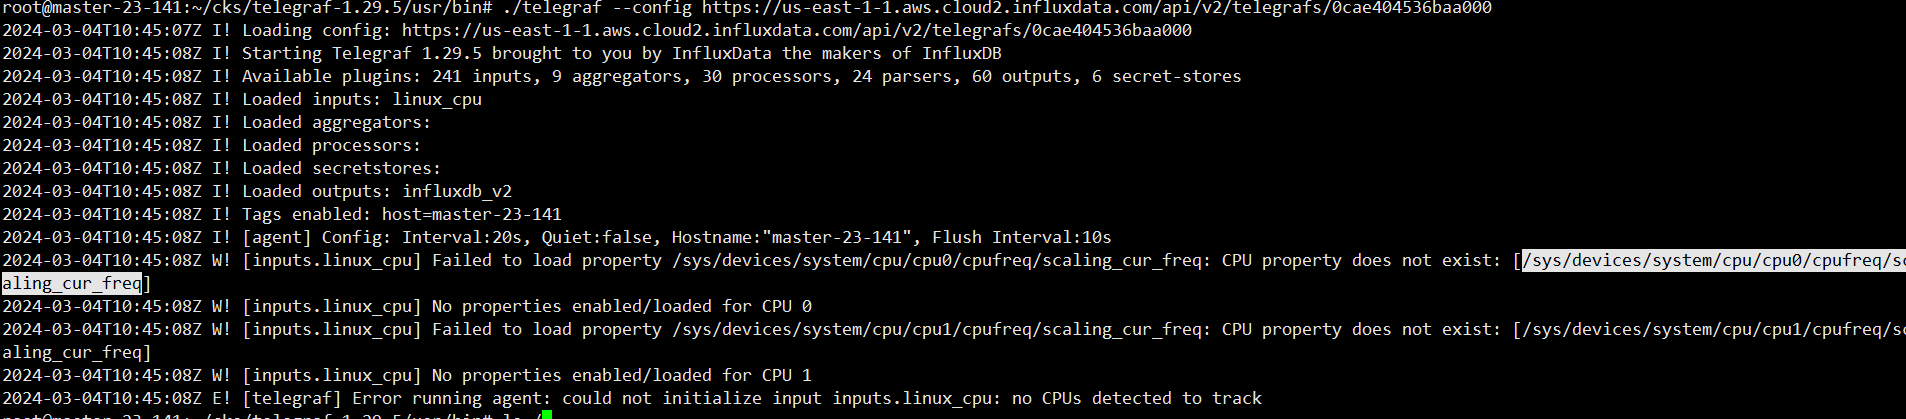 root@master-23-141:~/cks/telegraf-1.29.5/usr/bin# ./telegraf --config https://us-east-1-1.aws.cloud2.influxdata.com/api/v2/telegrafs/0cae404536baa000
2024-03-04T10:45:07Z I! Loading config: https://us-east-1-1.aws.cloud2.influxdata.com/api/v2/telegrafs/0cae404536baa000
2024-03-04T10:45:08Z I! Starting Telegraf 1.29.5 brought to you by InfluxData the makers of InfluxDB
2024-03-04T10:45:08Z I! Available plugins: 241 inputs, 9 aggregators, 30 processors, 24 parsers, 60 outputs, 6 secret-stores
2024-03-04T10:45:08Z I! Loaded inputs: linux_cpu
2024-03-04T10:45:08Z I! Loaded aggregators:
2024-03-04T10:45:08Z I! Loaded processors:
2024-03-04T10:45:08Z I! Loaded secretstores:
2024-03-04T10:45:08Z I! Loaded outputs: influxdb_v2
2024-03-04T10:45:08Z I! Tags enabled: host=master-23-141
2024-03-04T10:45:08Z I! [agent] Config: Interval:20s, Quiet:false, Hostname:"master-23-141", Flush Interval:10s
2024-03-04T10:45:08Z W! [inputs.linux_cpu] Failed to load property /sys/devices/system/cpu/cpu0/cpufreq/scaling_cur_freq: CPU property does not exist: [/sys/devices/system/cpu/cpu0/cpufreq/sc
aling_cur_freq]
2024-03-04T10:45:08Z W! [inputs.linux_cpu] No properties enabled/loaded for CPU 0
2024-03-04T10:45:08Z W! [inputs.linux_cpu] Failed to load property /sys/devices/system/cpu/cpu1/cpufreq/scaling_cur_freq: CPU property does not exist: [/sys/devices/system/cpu/cpu1/cpufreq/sc
aling_cur_freq]
2024-03-04T10:45:08Z W! [inputs.linux_cpu] No properties enabled/loaded for CPU 1
2024-03-04T10:45:08Z E! [telegraf] Error running agent: could not initialize input inputs.linux_cpu: no CPUs detected to track
root@master-23-141:~/cks/telegraf-1.29.5/usr/bin# ls /